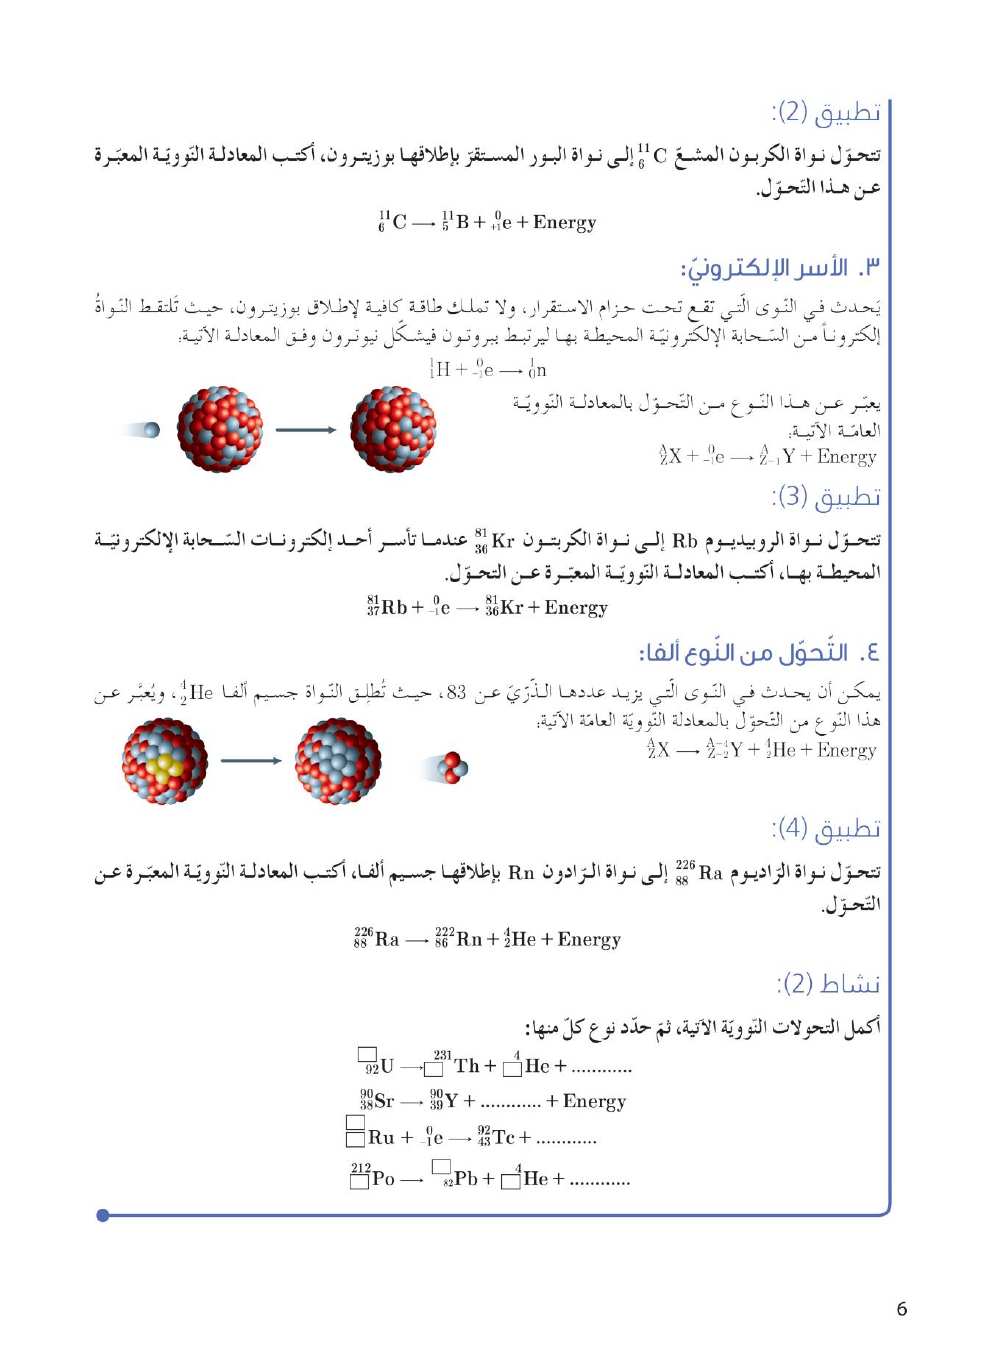 تطبيق (2):
تتحوّل نواة الكربون المشعّ ¹¹₆C إلى نواة البور المستقرّ بإطلاقها بوزيترون، أكتب المعادلة النّوويّة المعبّرة
عن هذا التّحوّل.
¹¹₆C → ¹¹₅B + ⁰₊₁e + Energy
٣. الأسر الإلكترونيّ:
يَحدث في النّوى الّتي تقع تحت حزام الاستقرار، ولا تملك طاقة كافية لإطلاق بوزيترون، حيث تَلتقط النّواةُ
إلكتروناً من السّحابة الإلكترونيّة المحيطة بها ليرتبط ببروتون فيشكّل نيوترون وفق المعادلة الآتية:
¹₁H + ⁰₋₁e → ¹₀n
يعبّر عن هذا النّوع من التّحوّل بالمعادلة النّوويّة
العامّة الآتية:
ᴬ_Z X + ⁰₋₁e → ᴬ_Z₋₁ Y + Energy
تطبيق (3):
تتحوّل نواة الروبيديوم Rb إلى نواة الكربتون ⁸¹₃₆Kr عندما تأسر أحد إلكترونات السّحابة الإلكترونيّة
المحيطة بها، أكتب المعادلة النّوويّة المعبّرة عن التحوّل.
⁸¹₃₇Rb + ⁰₋₁e → ⁸¹₃₆Kr + Energy
٤. التّحوّل من النّوع ألفا:
يمكن أن يحدث في النّوى الّتي يزيد عددها الذّرّيّ عن 83، حيث تُطلِق النّواة جسيم ألفا ⁴₂He، ويُعبَّر عن
هذا النّوع من التّحوّل بالمعادلة النّوويّة العامّة الآتية:
ᴬ_Z X → ᴬ⁻⁴_Z₋₂ Y + ⁴₂He + Energy
تطبيق (4):
تتحوّل نواة الرّاديوم ²²⁶₈₈Ra إلى نواة الرّادون Rn بإطلاقها جسيم ألفا، أكتب المعادلة النّوويّة المعبّرة عن
التّحوّل.
²²⁶₈₈Ra → ²²²₈₆Rn + ⁴₂He + Energy
نشاط (2):
أكمل التحولات النّوويّة الآتية، ثمّ حدّد نوع كلّ منها:
□₉₂U → ²³¹□Th + ⁴□He + ............
⁹⁰₃₈Sr → ⁹⁰₃₉Y + ............ + Energy
□□Ru + ⁰₋₁e → ⁹²₄₃Tc + ............
²¹²□Po → □₈₂Pb + ⁴□He + ............
6